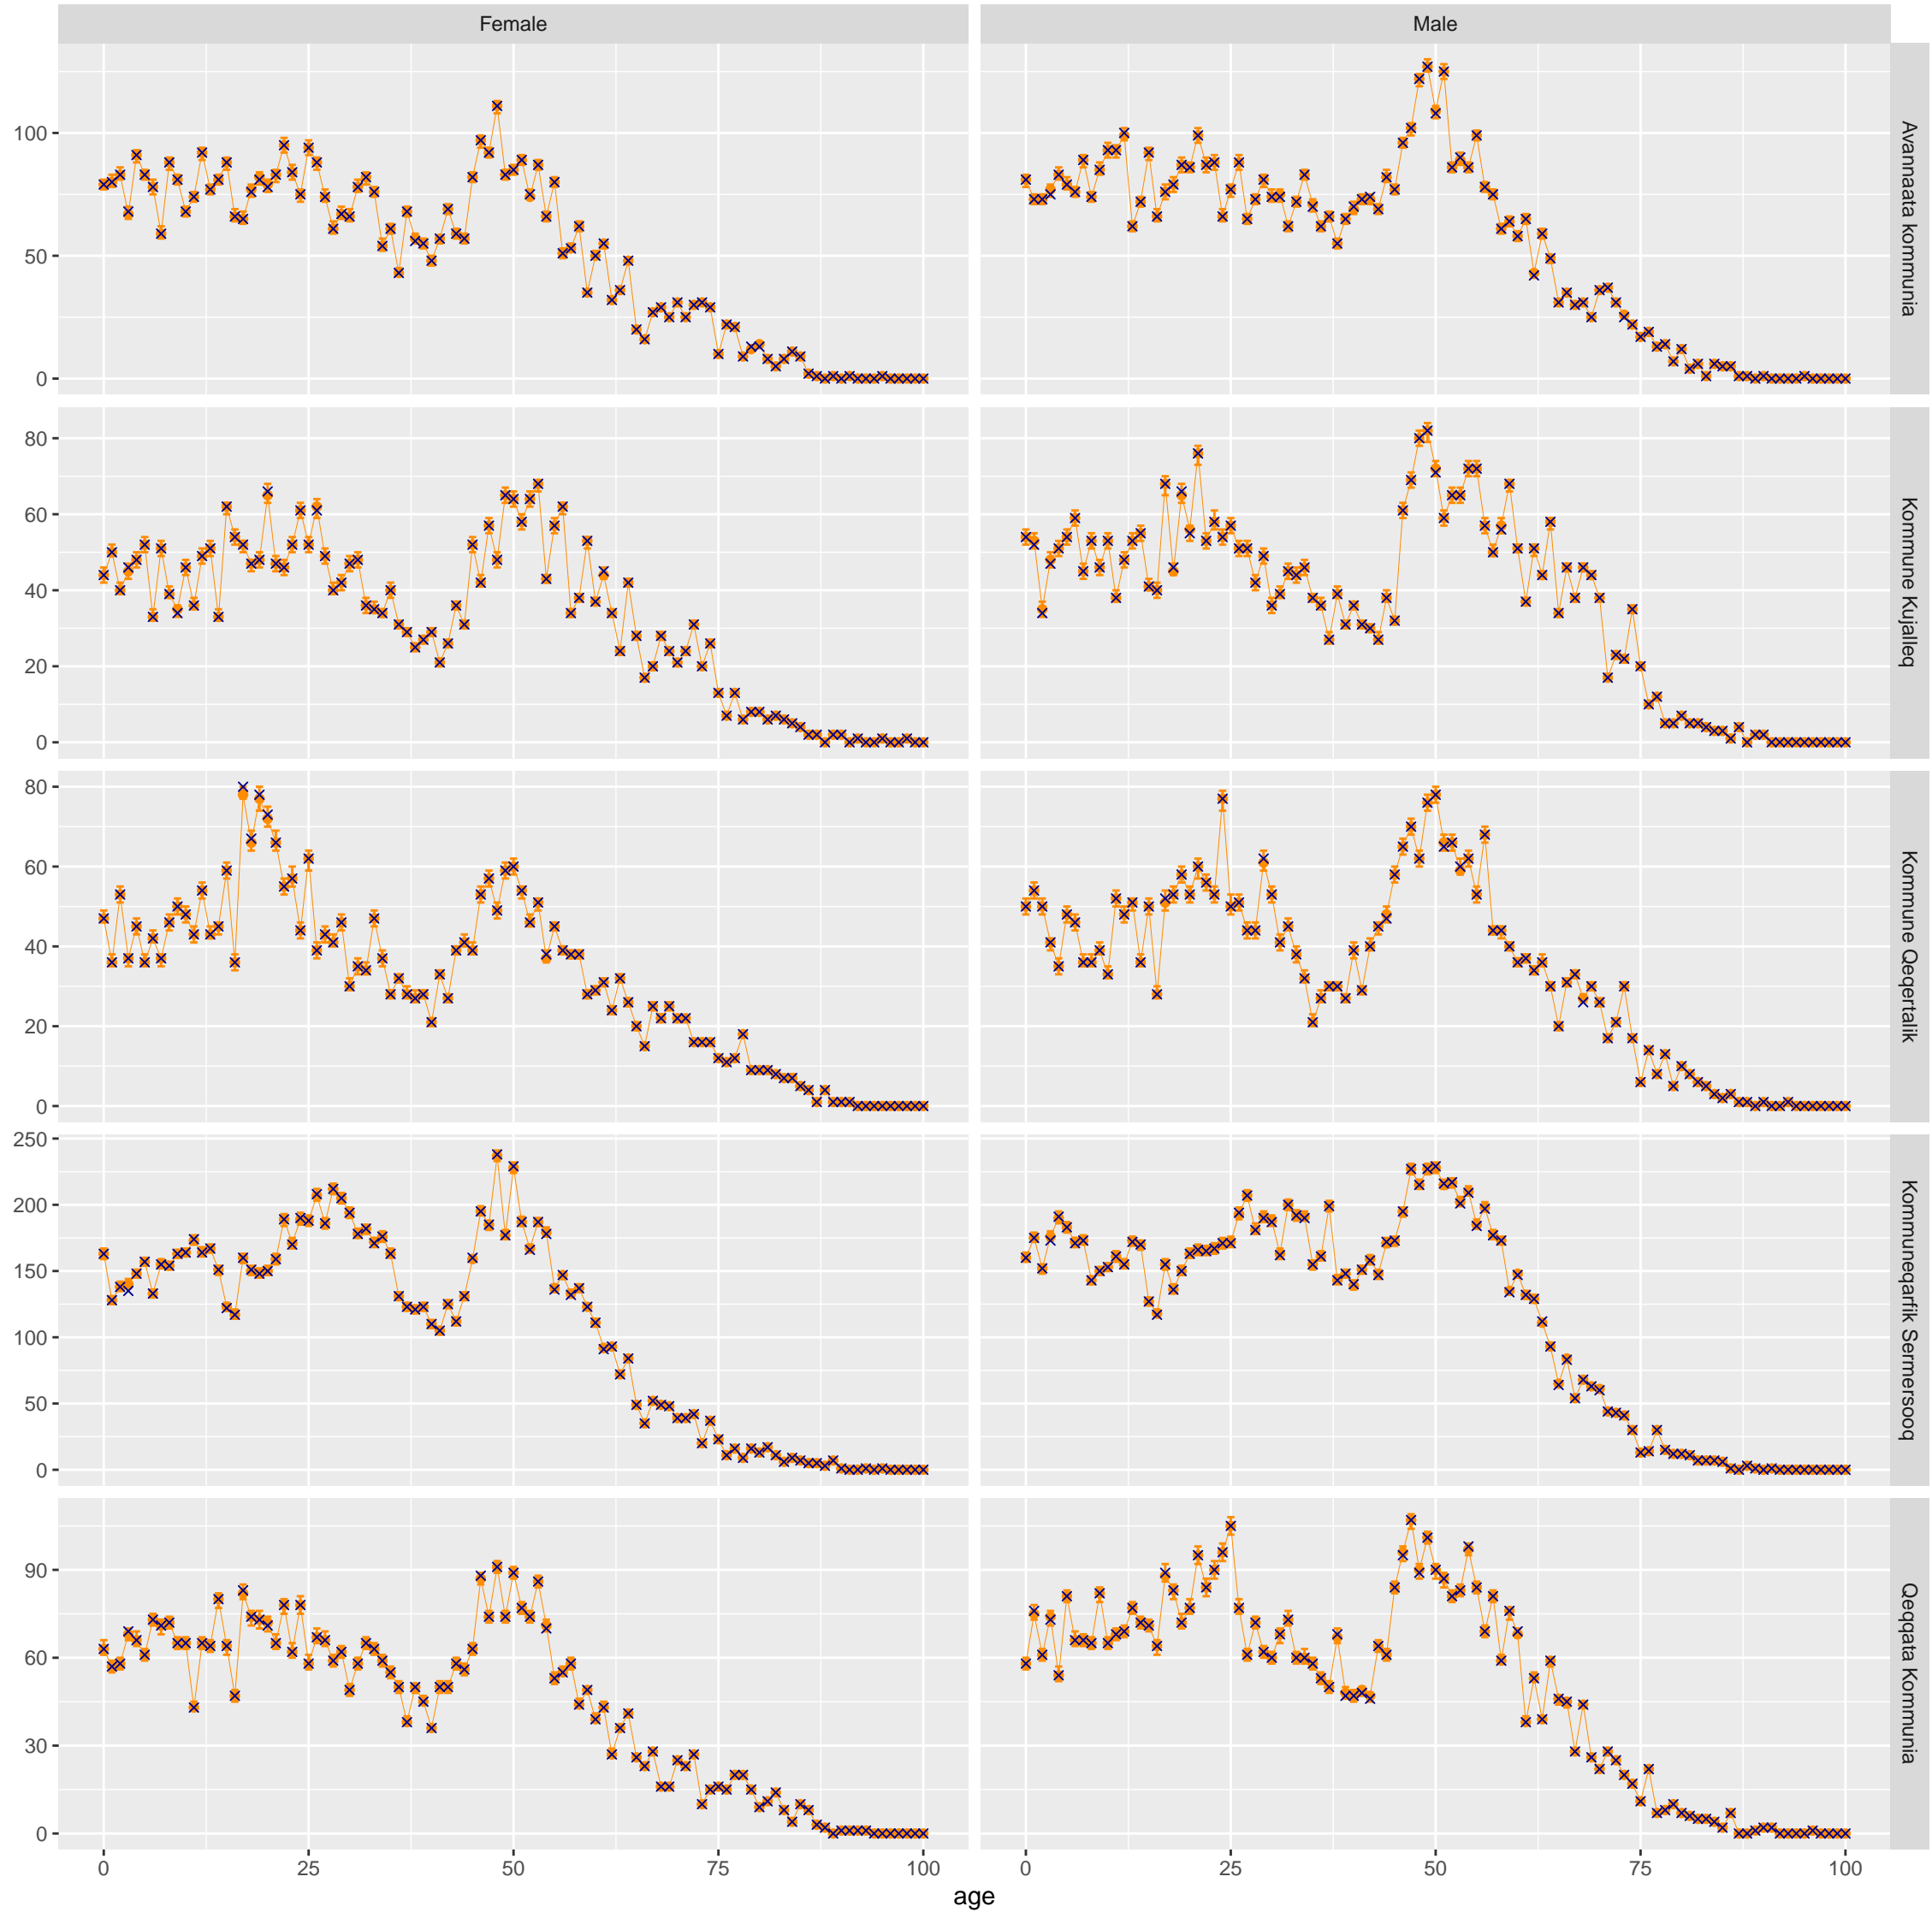 Female Male
100
50
0
Avannaata kommunia
80
60
40
20
0
Kommune Kujalleq
80
60
40
20
0
Kommune Qeqertalik
250
200
150
100
50
0
Kommuneqarfik Sermersooq
90
60
30
0
Qeqqata Kommunia
0 25 50 75 100 0 25 50 75 100
age